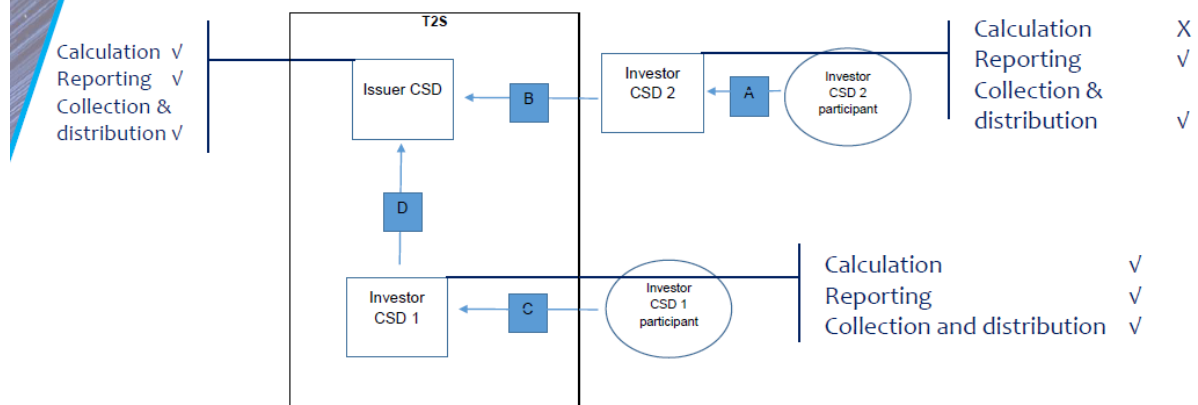 T2S
Calculation √
Reporting √
Collection &
distribution √
Issuer CSD
B
Investor
CSD 2
A
Investor
CSD 2
participant
Calculation X
Reporting √
Collection &
distribution √
D
Investor
CSD 1
C
Investor
CSD 1
participant
Calculation √
Reporting √
Collection and distribution √